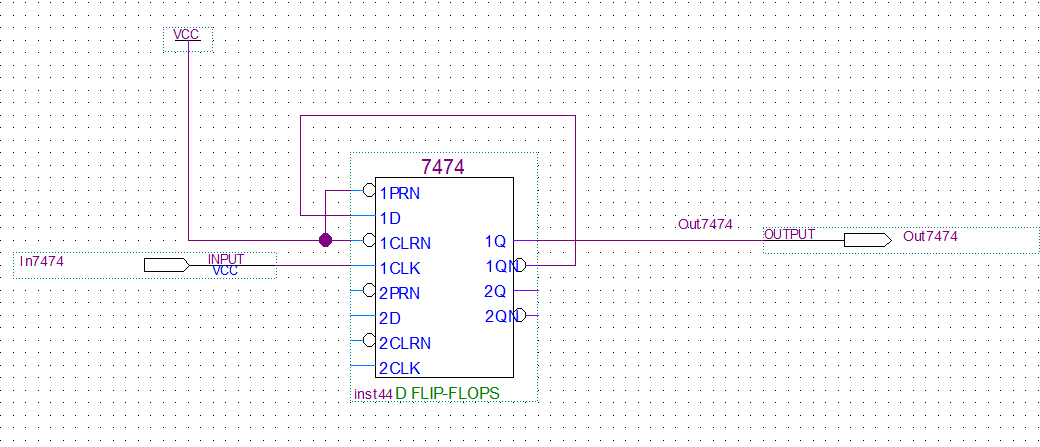 VCC
7474
1PRN
1D
1CLRN
1Q
Out7474
OUTPUT
Out7474
In7474
INPUT
VCC
1CLK
1QN
2PRN
2Q
2D
2QN
2CLRN
2CLK
inst44 D FLIP-FLOPS